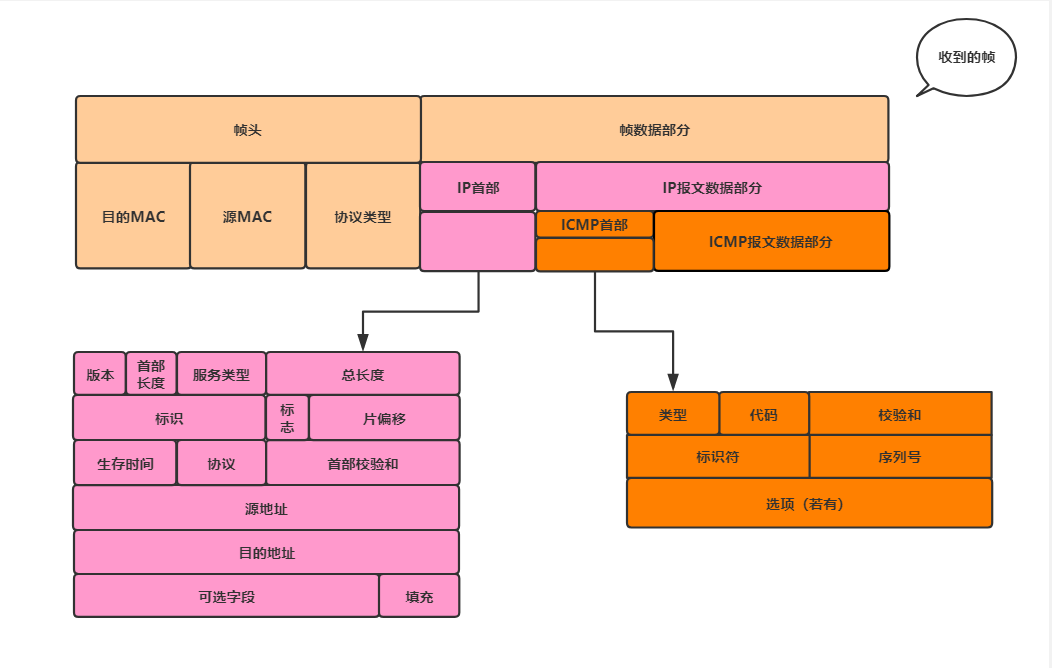 收到的帧
帧头
帧数据部分
目的MAC
源MAC
协议类型
IP首部
IP报文数据部分
ICMP首部
ICMP报文数据部分
版本
首部
长度
服务类型
总长度
标识
标
志
片偏移
生存时间
协议
首部校验和
源地址
目的地址
可选字段
填充
类型
代码
校验和
标识符
序列号
选项（若有）